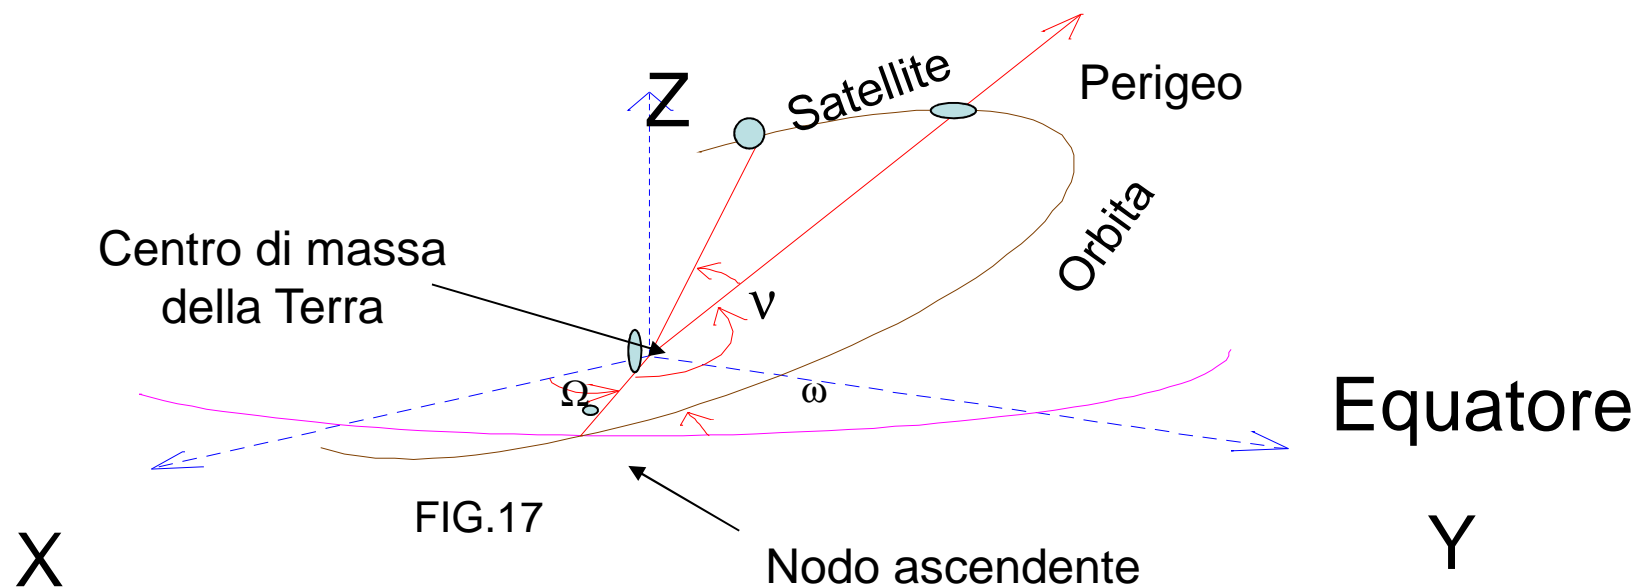 Z
Satellite
Perigeo
Orbita
Centro di massa
della Terra
ν
Ω
ω
Equatore
FIG.17
Nodo ascendente
X
Y